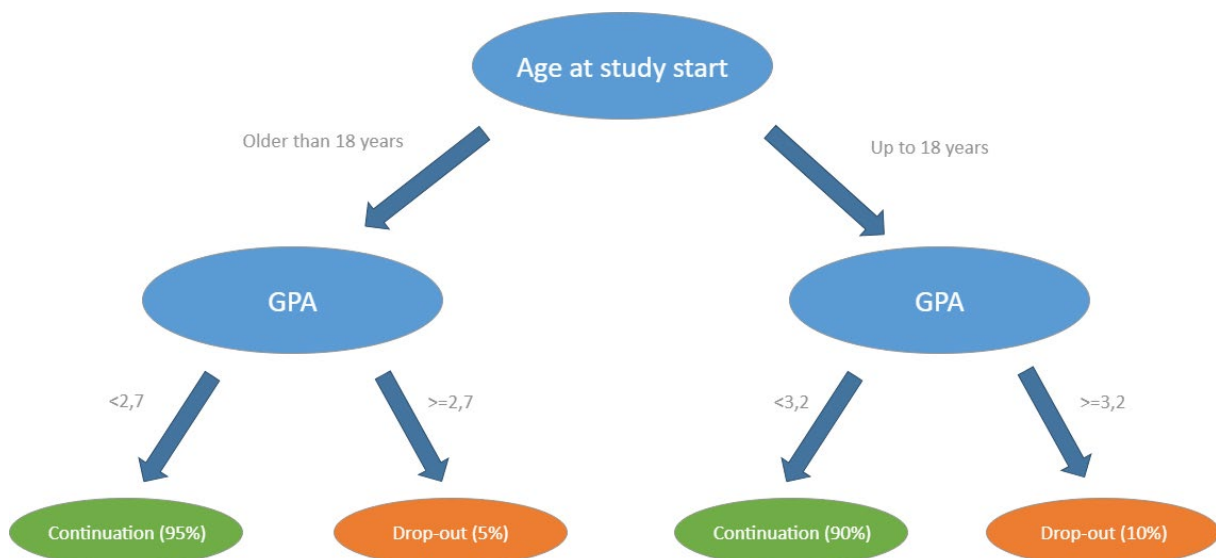 Age at study start
Older than 18 years
Up to 18 years
GPA
GPA
<2,7
>=2,7
<3,2
>=3,2
Continuation (95%)
Drop-out (5%)
Continuation (90%)
Drop-out (10%)